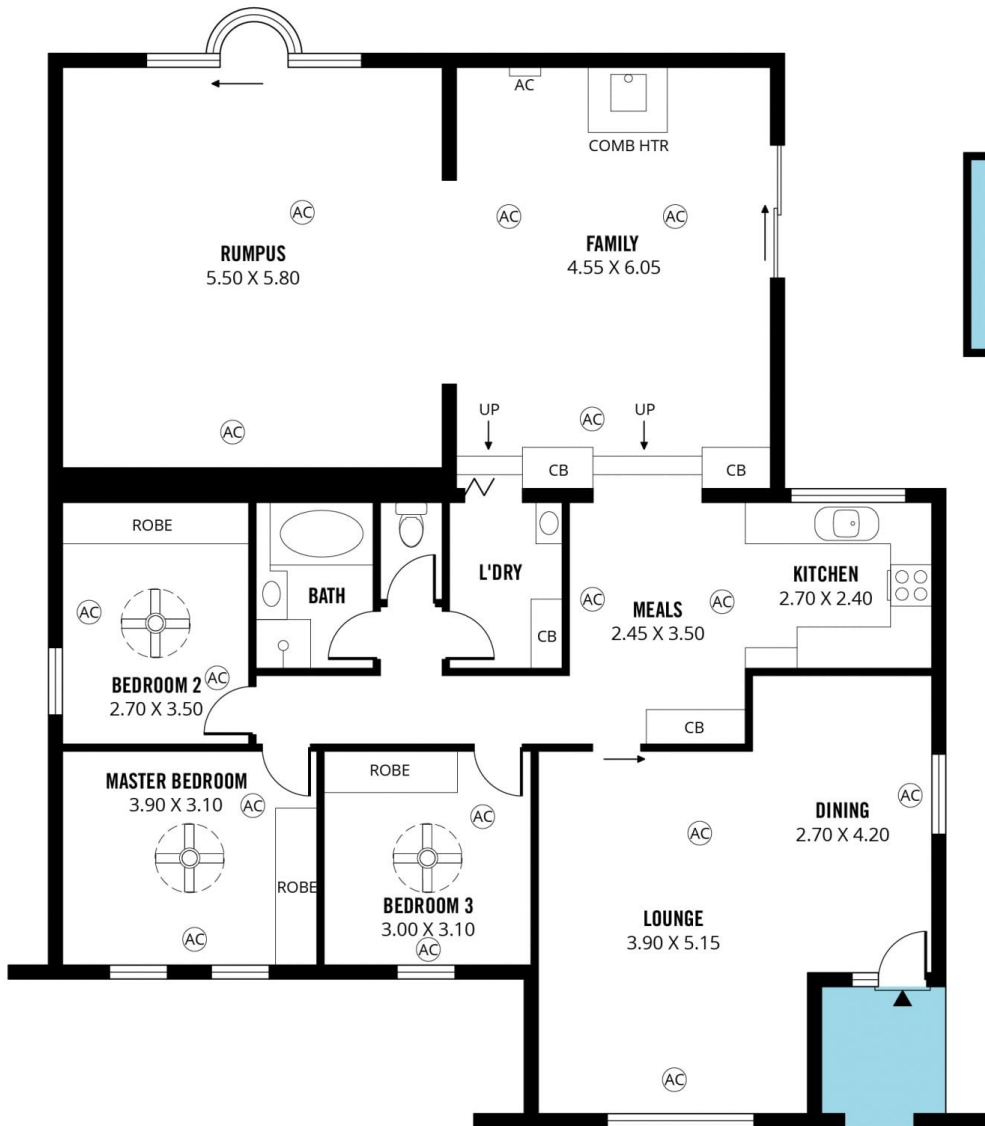 AC
COMB HTR
AC
AC
AC
RUMPUS
5.50 X 5.80
FAMILY
4.55 X 6.05
AC
AC
UP
UP
CB
CB
ROBE
BATH
L'DRY
CB
KITCHEN
2.70 X 2.40
AC
AC
MEALS
2.45 X 3.50
AC
AC
BEDROOM 2
2.70 X 3.50
CB
MASTER BEDROOM
3.90 X 3.10
AC
ROBE
AC
ROBE
AC
BEDROOM 3
3.00 X 3.10
AC
AC
AC
DINING
2.70 X 4.20
LOUNGE
3.90 X 5.15
AC